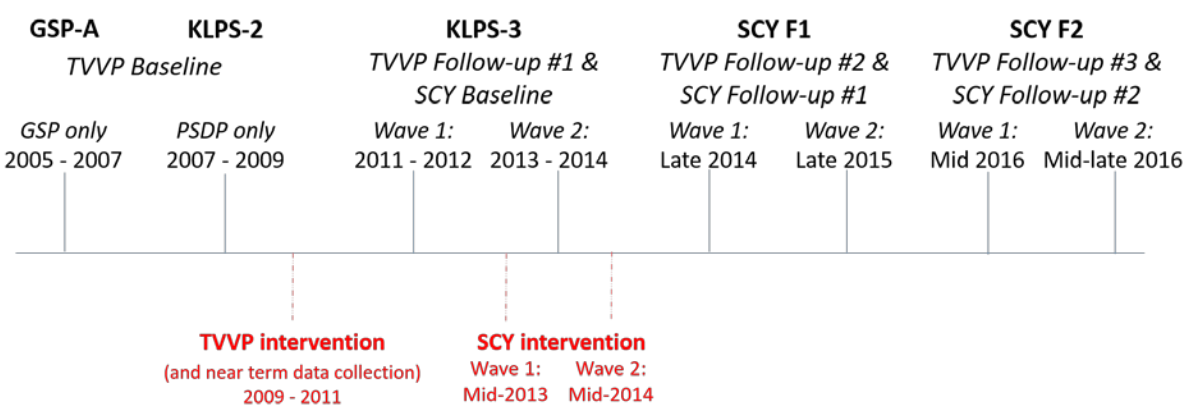 GSP-A KLPS-2 KLPS-3 SCY F1 SCY F2
TVVP Baseline TVVP Follow-up #1 & TVVP Follow-up #2 & TVVP Follow-up #3 &
SCY Baseline SCY Follow-up #1 SCY Follow-up #2
GSP only PSDP only Wave 1: Wave 2: Wave 1: Wave 2: Wave 1: Wave 2:
2005 - 2007 2007 - 2009 2011 - 2012 2013 - 2014 Late 2014 Late 2015 Mid 2016 Mid-late 2016
TVVP intervention SCY intervention
(and near term data collection) Wave 1: Wave 2:
2009 - 2011 Mid-2013 Mid-2014